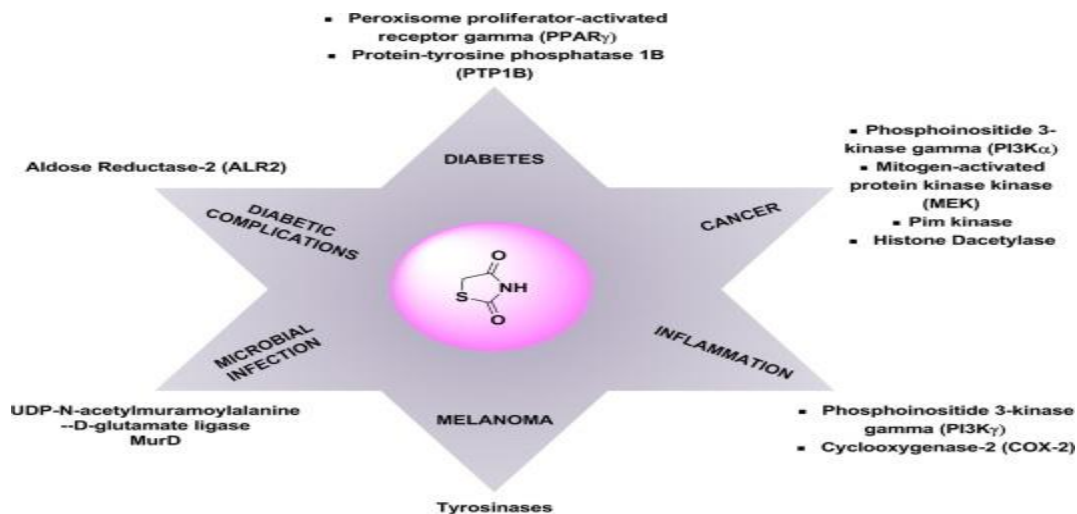 ▪ Peroxisome proliferator-activated
receptor gamma (PPARγ)
▪ Protein-tyrosine phosphatase 1B
(PTP1B)
DIABETES
Aldose Reductase-2 (ALR2)
DIABETIC
COMPLICATIONS
▪ Phosphoinositide 3-
kinase gamma (PI3Kα)
▪ Mitogen-activated
protein kinase kinase
(MEK)
▪ Pim kinase
▪ Histone Dacetylase
CANCER
O
NH
S
O
MICROBIAL
INFECTION
UDP-N-acetylmuramoylalanine
--D-glutamate ligase
MurD
INFLAMMATION
▪ Phosphoinositide 3-kinase
gamma (PI3Kγ)
▪ Cyclooxygenase-2 (COX-2)
MELANOMA
Tyrosinases